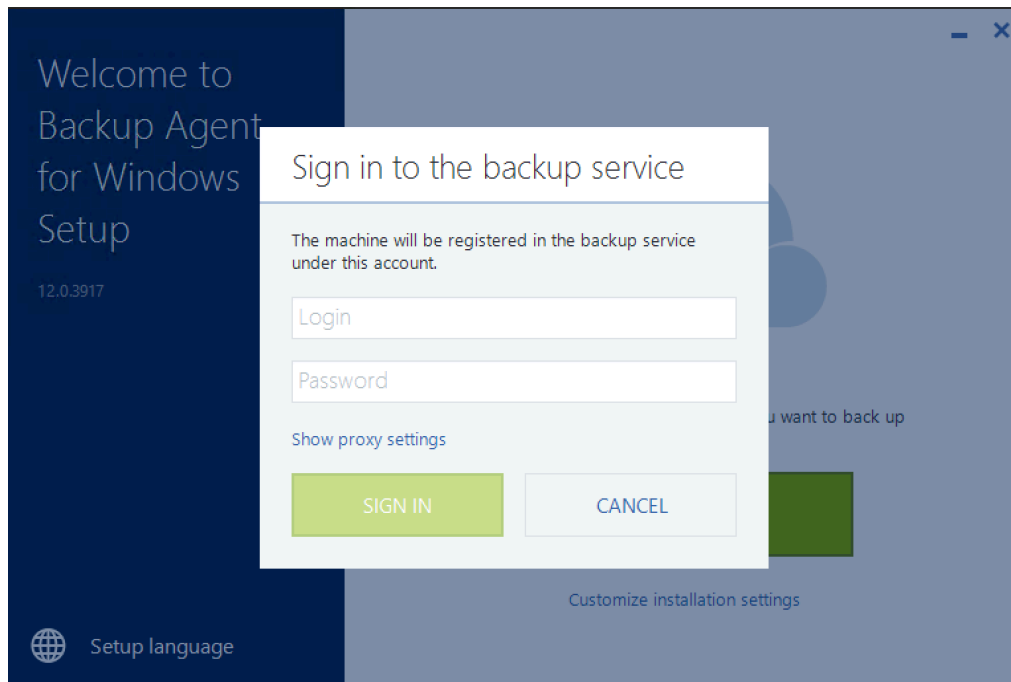 Welcome to
Backup Agent
for Windows
Setup
12.0.3917
Sign in to the backup service
The machine will be registered in the backup service
under this account.
Login
Password
Show proxy settings
SIGN IN
CANCEL
want to back up
Customize installation settings
Setup language